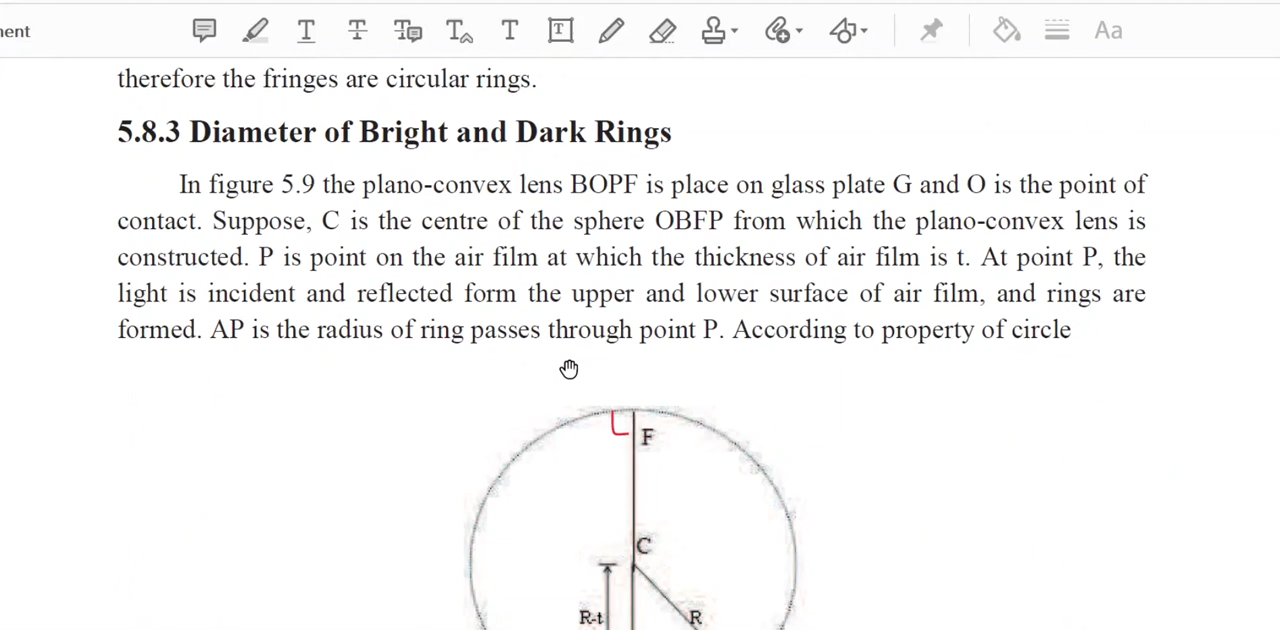 ent
T T T T T T Aa
therefore the fringes are circular rings.
5.8.3 Diameter of Bright and Dark Rings
In figure 5.9 the plano-convex lens BOPF is place on glass plate G and O is the point of
contact. Suppose, C is the centre of the sphere OBFP from which the plano-convex lens is
constructed. P is point on the air film at which the thickness of air film is t. At point P, the
light is incident and reflected form the upper and lower surface of air film, and rings are
formed. AP is the radius of ring passes through point P. According to property of circle
F
C
R-t
R